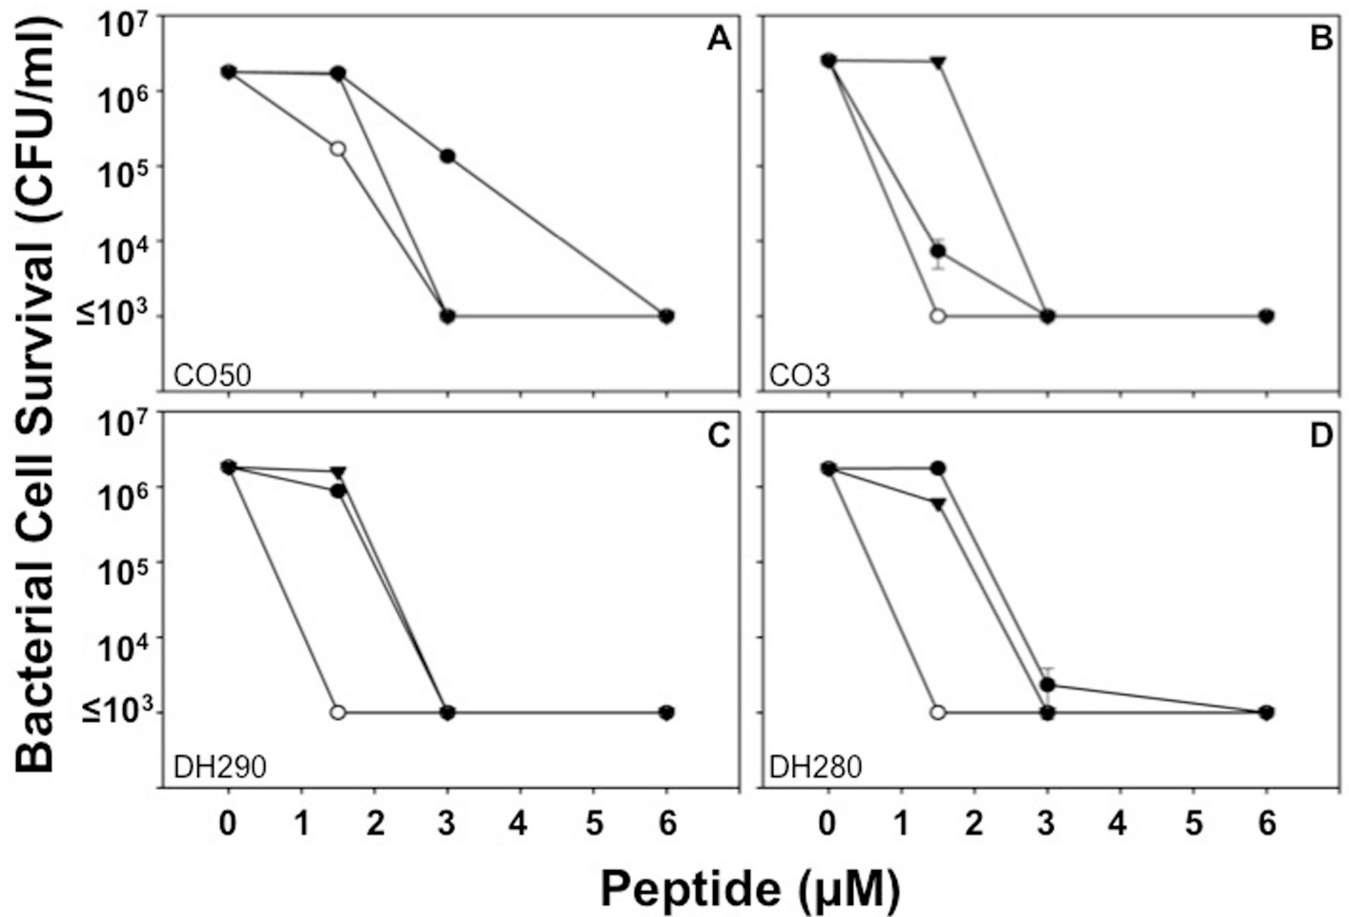 Bacterial Cell Survival (CFU/ml)
10⁷
10⁶
10⁵
10⁴
≤10³
A
CO50
B
CO3
10⁷
10⁶
10⁵
10⁴
≤10³
C
DH290
D
DH280
0 1 2 3 4 5 6
0 1 2 3 4 5 6
Peptide (µM)